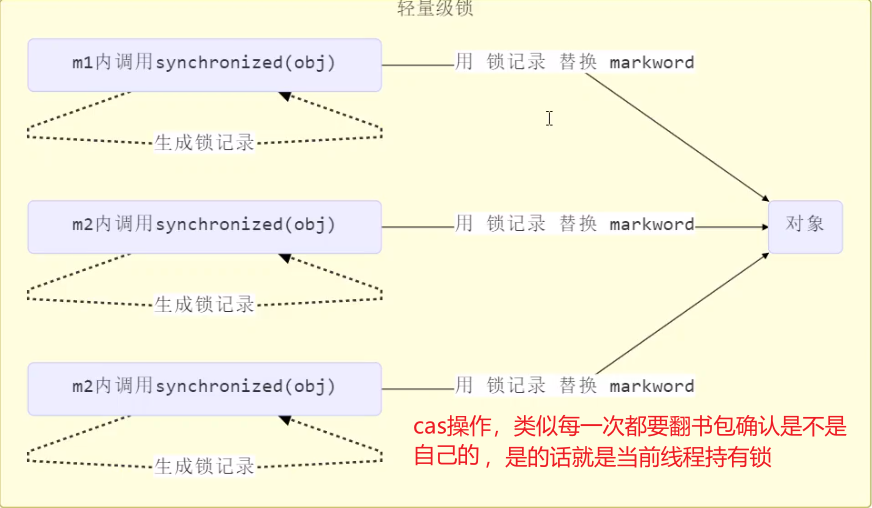 轻量级锁
m1内调用synchronized(obj)
用 锁记录 替换 markword
生成锁记录
m2内调用synchronized(obj)
用 锁记录 替换 markword
对象
生成锁记录
m2内调用synchronized(obj)
用 锁记录 替换 markword
生成锁记录
cas操作，类似每一次都要翻书包确认是不是
自己的 ，是的话就是当前线程持有锁